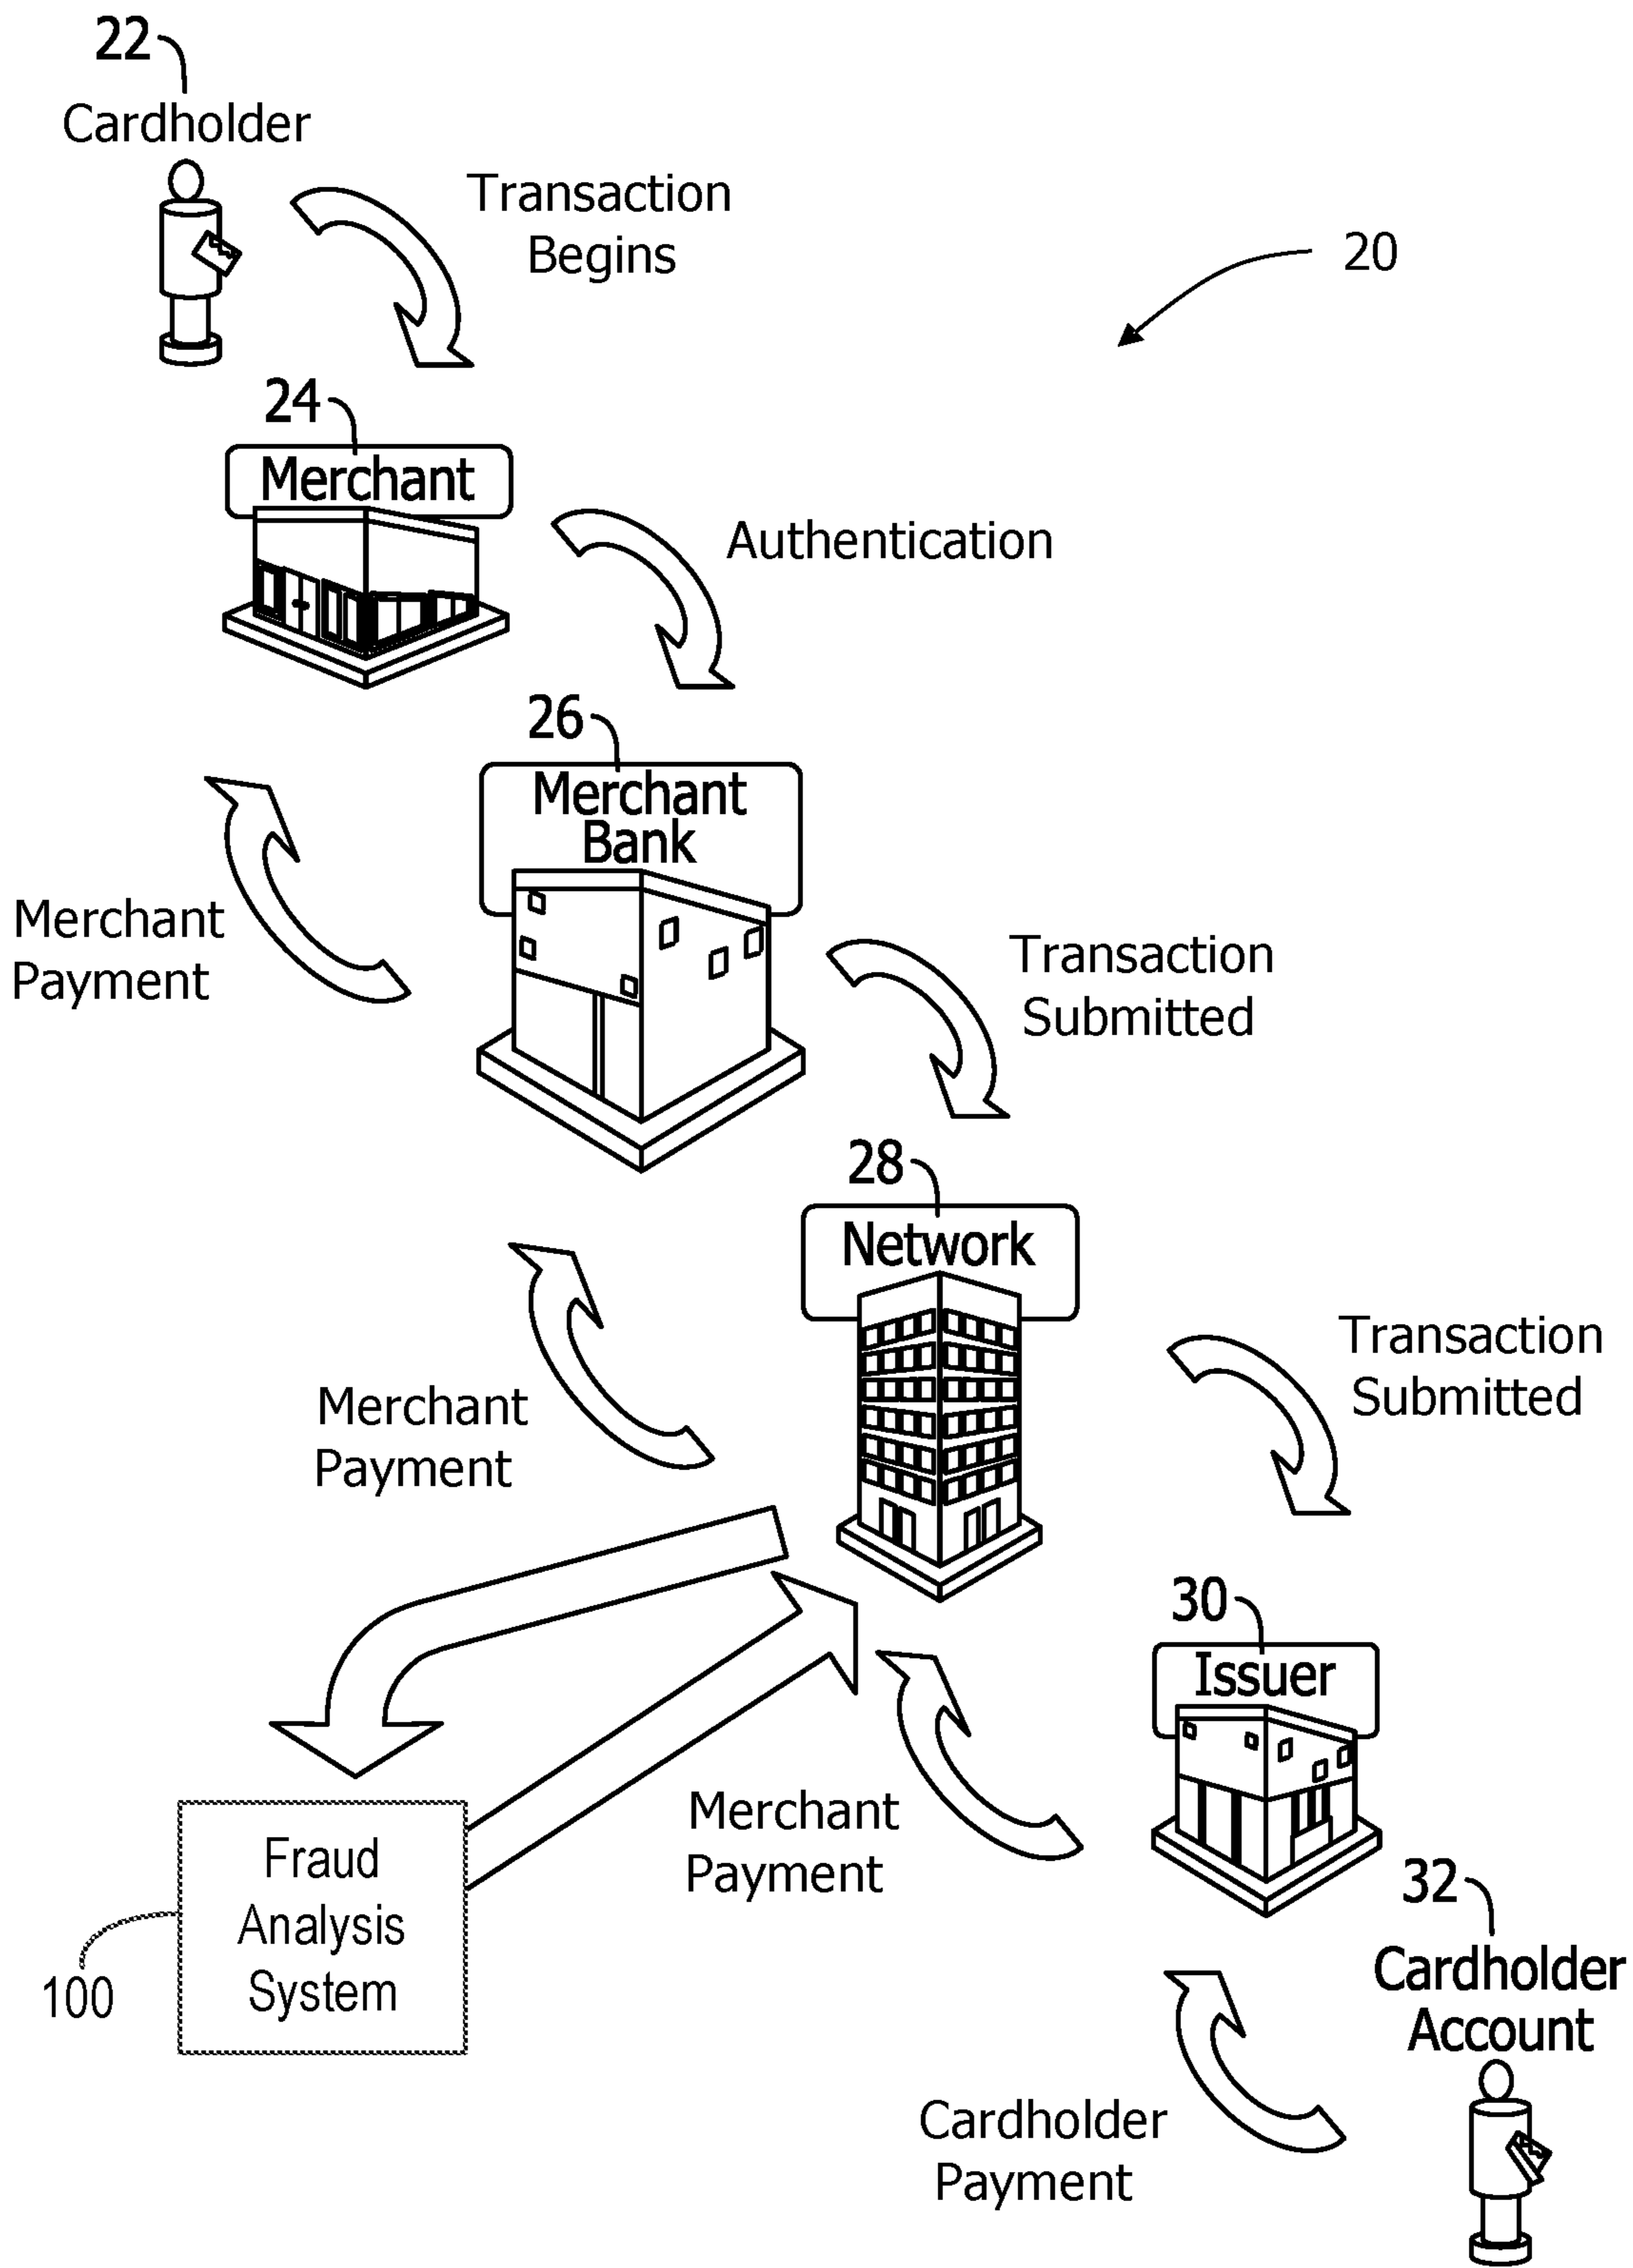 22
Cardholder
Transaction
Begins
20
24
Merchant
Authentication
26
Merchant
Bank
Merchant
Payment
Transaction
Submitted
28
Network
Merchant
Payment
Transaction
Submitted
30
Issuer
Merchant
Payment
Fraud
Analysis
System
100
32
Cardholder
Account
Cardholder
Payment